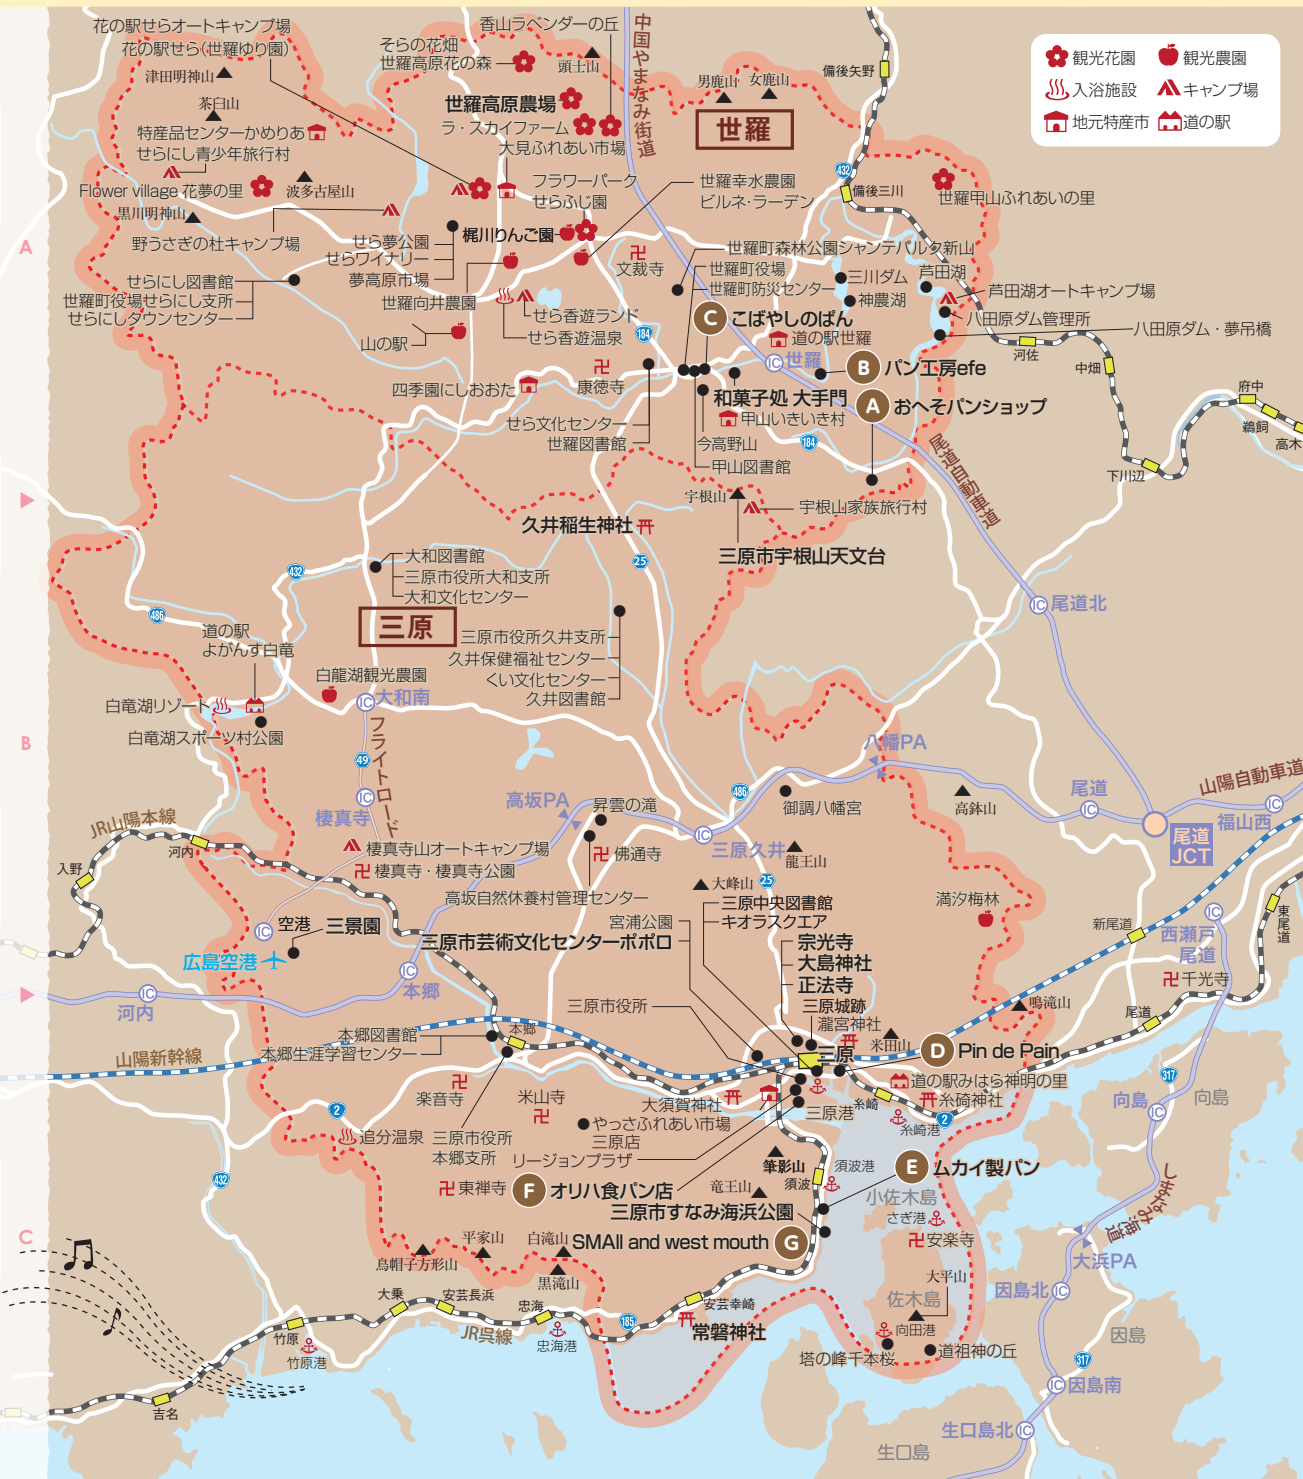 花の駅せらオートキャンプ場
花の駅せら(世羅ゆり園)
津田明神山
茶臼山
特産品センターかめりあ
せらにし青少年旅行村
Flower village 花夢の里
波多古屋山
黒川明神山
野うさぎの杜キャンプ場
せらにし図書館
世羅町役場せらにし支所
せらにしタウンセンター
香山ラベンダーの丘
そらの花畑
世羅高原花の森
頭士山
世羅高原農場
ラ・スカイファーム
大見ふれあい市場
中国やまなみ街道
男鹿山
女鹿山
世羅
備後矢野
観光花園
観光農園
入浴施設
キャンプ場
地元特産市
道の駅
432
備後三川
世羅甲山ふれあいの里
フラワーパーク
せらふじ園
世羅幸水農園
ビルネ・ラーデン
梶川りんご園
せら夢公園
せらワイナリー
夢高原市場
世羅向井農園
文裁寺
世羅町森林公園シャンテパルタ新山
世羅町役場
世羅町防災センター
三川ダム
神農湖
芦田湖
芦田湖オートキャンプ場
八田原ダム管理所
八田原ダム・夢吊橋
せら香遊ランド
せら香遊温泉
山の駅
184
C
こばやしのぱん
道の駅世羅
IC
世羅
B
パン工房efe
A
おへそパンショップ
河佐
中畑
府中
鵜飼
高木
下川辺
四季園にしおおた
康徳寺
和菓子処 大手門
甲山いきいき村
せら文化センター
世羅図書館
今高野山
甲山図書館
184
尾道自動車道
宇根山
宇根山家族旅行村
三原市宇根山天文台
久井稲生神社
25
大和図書館
三原市役所大和支所
大和文化センター
432
486
三原
三原市役所久井支所
久井保健福祉センター
くい文化センター
久井図書館
IC
尾道北
道の駅
よがんす白竜
白龍湖観光農園
白竜湖リゾート
白竜湖スポーツ村公園
IC
大和南
フライトロード
49
IC
棲真寺
棲真寺山オートキャンプ場
棲真寺・棲真寺公園
高坂PA
昇雲の滝
佛通寺
高坂自然休養村管理センター
486
IC
三原久井
八幡PA
御調八幡宮
龍王山
高鉢山
尾道
IC
山陽自動車道
IC
福山西
尾道
JCT
JR山陽本線
河内
入野
大峰山
25
三原中央図書館
キオラスクエア
宮浦公園
三原市芸術文化センターポポロ
満汐梅林
新尾道
IC
西瀬戸
尾道
東尾道
千光寺
IC
空港
三景園
広島空港
IC
本郷
IC
河内
宗光寺
大島神社
正法寺
三原城跡
瀧宮神社
三原市役所
米田山
鳴滝山
尾道
山陽新幹線
本郷図書館
本郷生涯学習センター
本郷
三原
D
Pin de Pain
道の駅みはら神明の里
糸碕神社
糸崎
糸崎港
2
317
向島
IC
向島
楽音寺
米山寺
大須賀神社
三原港
やっさふれあい市場
三原店
リージョンプラザ
2
追分温泉
三原市役所
本郷支所
432
東禅寺
F
オリハ食パン店
筆影山
竜王山
須波
須波港
E
ムカイ製パン
小佐木島
さぎ港
三原市すなみ海浜公園
SMAll and west mouth
G
安楽寺
しまなみ海道
大浜PA
烏帽子方形山
平家山
白滝山
黒滝山
大乗
安芸長浜
忠海
忠海港
JR呉線
185
安芸幸崎
常磐神社
佐木島
大平山
向田港
塔の峰千本桜
道祖神の丘
因島北
IC
因島
317
IC
因島南
生口島北
IC
生口島
竹原
竹原港
吉名
A
B
C